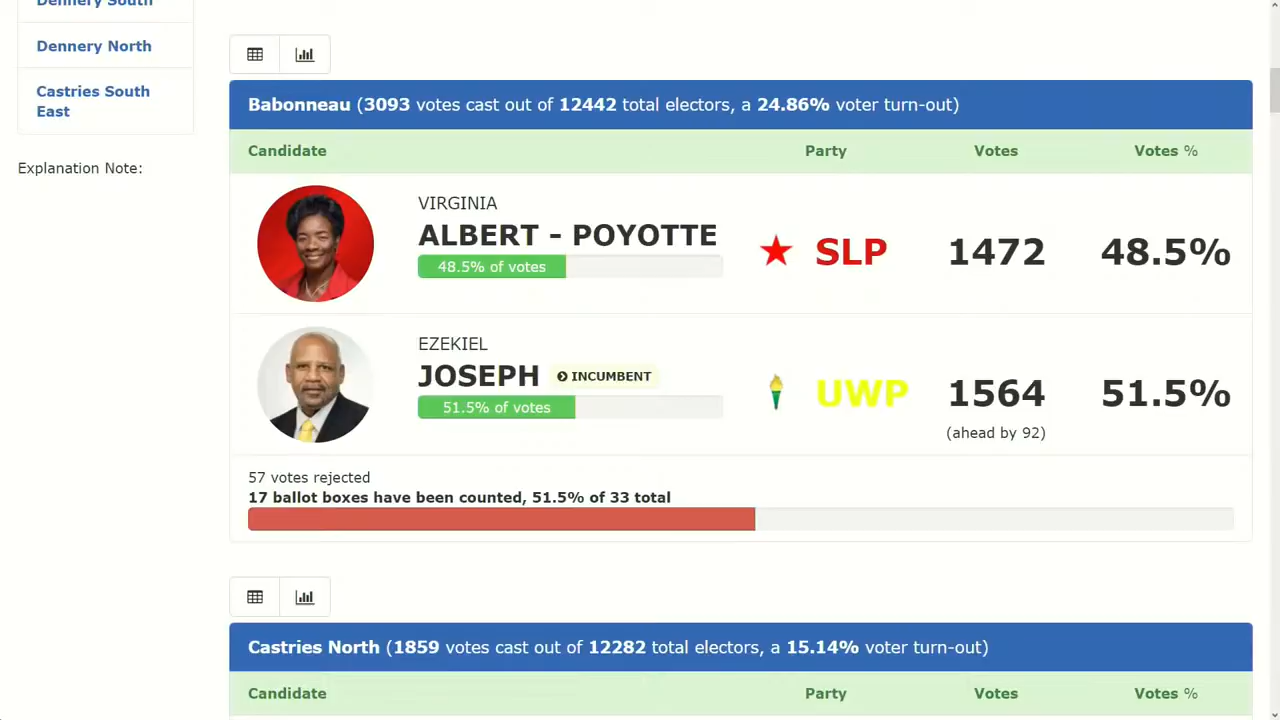 Dennery South
Dennery North
Castries South
East
Explanation Note:
Babonneau (3093 votes cast out of 12442 total electors, a 24.86% voter turn-out)
Candidate Party Votes Votes %
VIRGINIA
ALBERT - POYOTTE
48.5% of votes
SLP 1472 48.5%
EZEKIEL
JOSEPH INCUMBENT
51.5% of votes
UWP 1564 51.5%
(ahead by 92)
57 votes rejected
17 ballot boxes have been counted, 51.5% of 33 total
Castries North (1859 votes cast out of 12282 total electors, a 15.14% voter turn-out)
Candidate Party Votes Votes %